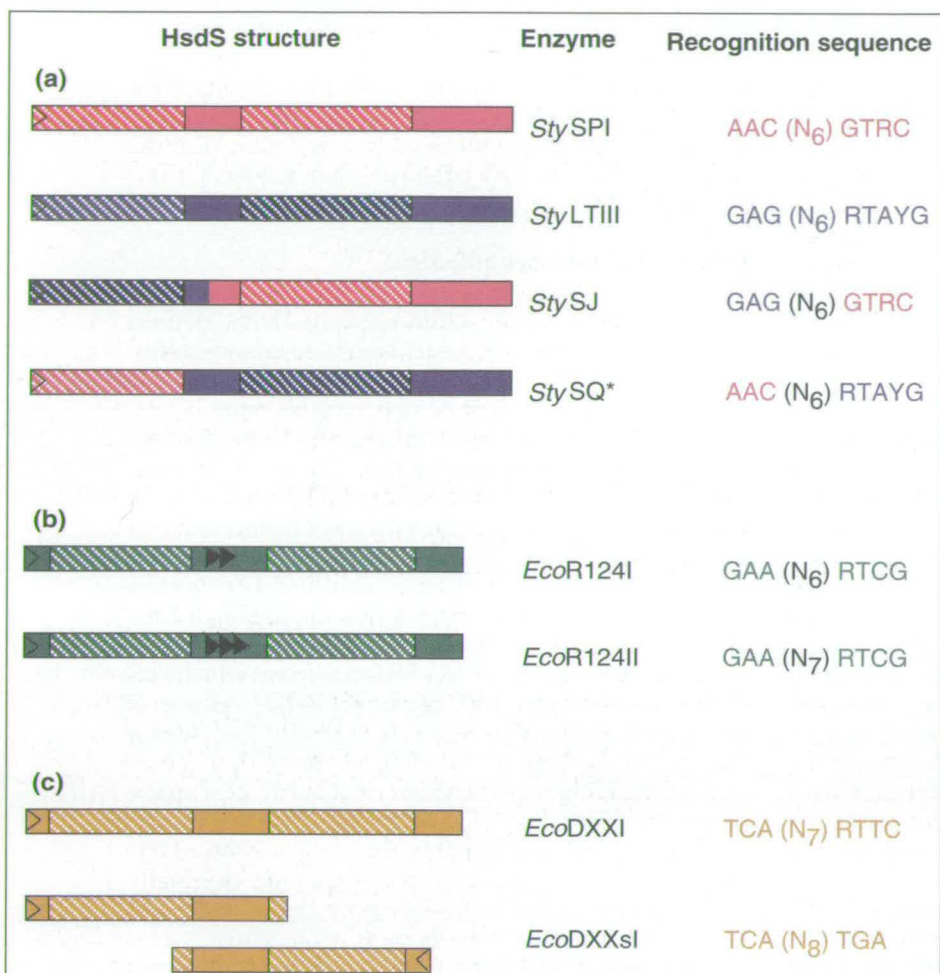 HsdS structure Enzyme Recognition sequence
(a)
StySPI AAC (N6) GTRC
StyLTIII GAG (N6) RTAYG
StySJ GAG (N6) GTRC
StySQ* AAC (N6) RTAYG
(b)
EcoR124I GAA (N6) RTCG
EcoR124II GAA (N7) RTCG
(c)
EcoDXXI TCA (N7) RTTC
EcoDXXsI TCA (N8) TGA